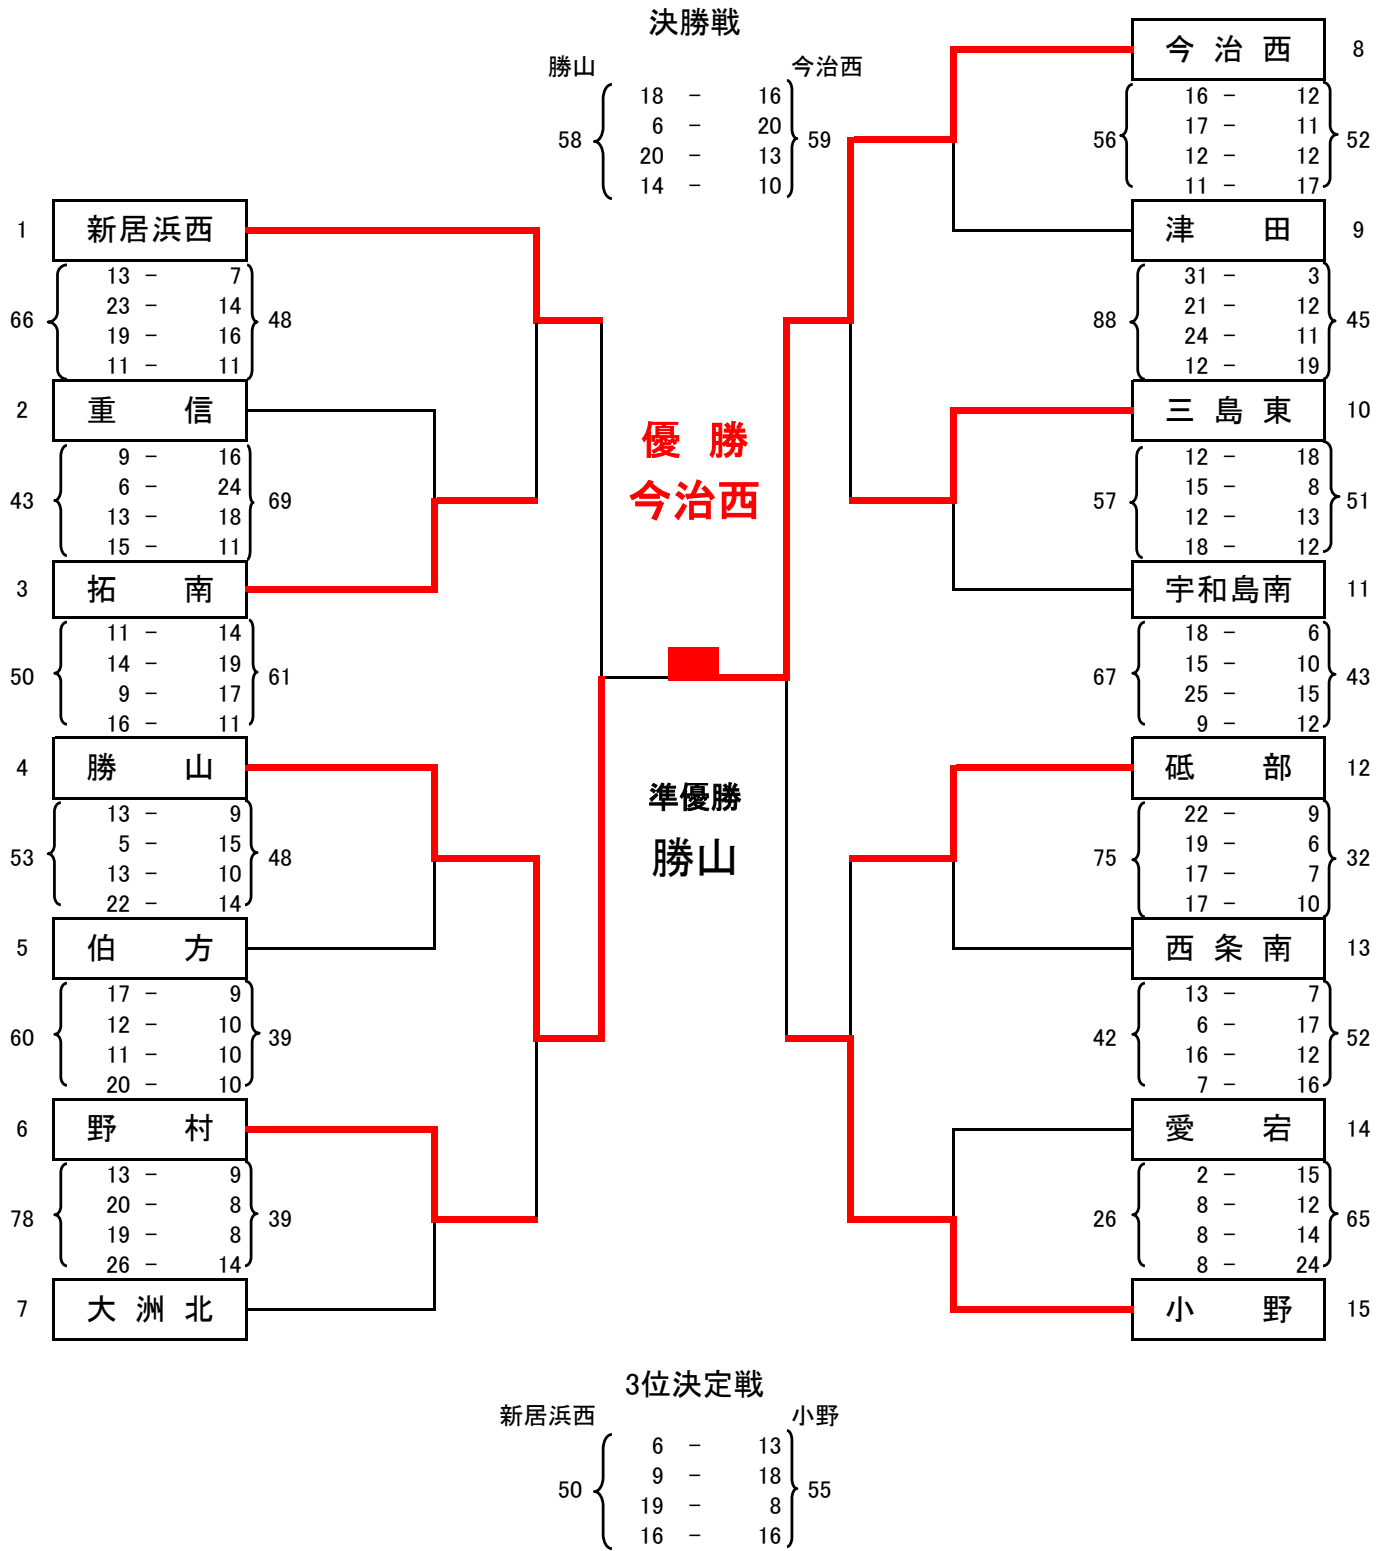 決勝戦
勝山 今治西
18 － 16
6 － 20
58 59
20 － 13
14 － 10
1 新居浜西
13 － 7
23 － 14
66 48
19 － 16
11 － 11
2 重信
9 － 16
6 － 24
43 69
13 － 18
15 － 11
3 拓南
11 － 14
14 － 19
50 61
9 － 17
16 － 11
4 勝山
13 － 9
5 － 15
53 48
13 － 10
22 － 14
5 伯方
17 － 9
12 － 10
60 39
11 － 10
20 － 10
6 野村
13 － 9
20 － 8
78 39
19 － 8
26 － 14
7 大洲北
優勝
今治西
準優勝
勝山
今治西 8
16 － 12
17 － 11
56 52
12 － 12
11 － 17
津田 9
31 － 3
21 － 12
88 45
24 － 11
12 － 19
三島東 10
12 － 18
15 － 8
57 51
12 － 13
18 － 12
宇和島南 11
18 － 6
15 － 10
67 43
25 － 15
9 － 12
砥部 12
22 － 9
19 － 6
75 32
17 － 7
17 － 10
西条南 13
13 － 7
6 － 17
42 52
16 － 12
7 － 16
愛宕 14
2 － 15
8 － 12
26 65
8 － 14
8 － 24
小野 15
3位決定戦
新居浜西 小野
6 － 13
9 － 18
50 55
19 － 8
16 － 16